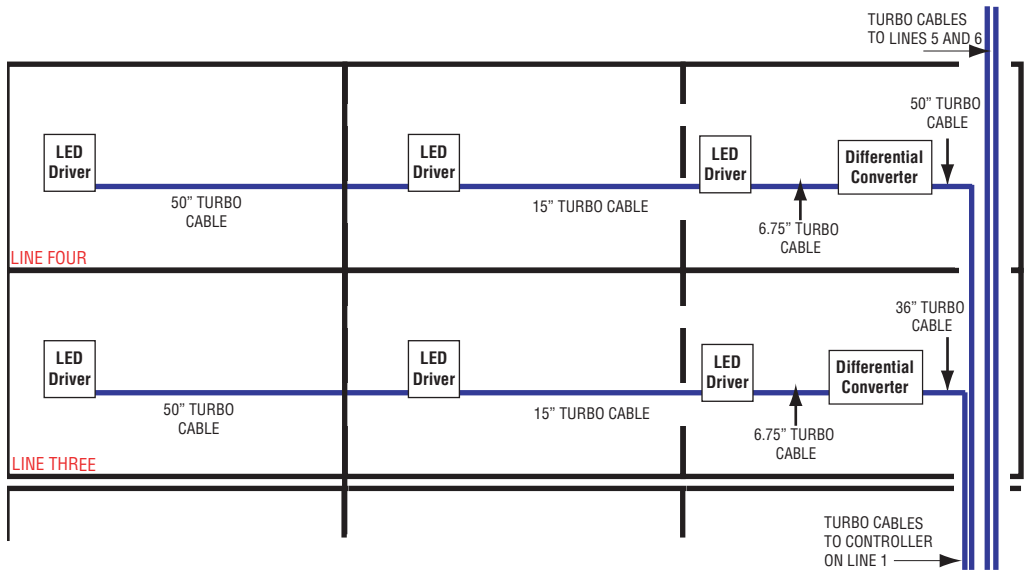 TURBO CABLES
TO LINES 5 AND 6
50” TURBO
CABLE
LED
Driver
LED
Driver
LED
Driver
Differential
Converter
50” TURBO
CABLE
15” TURBO CABLE
6.75” TURBO
CABLE
LINE FOUR
36” TURBO
CABLE
LED
Driver
LED
Driver
LED
Driver
Differential
Converter
50” TURBO
CABLE
15” TURBO CABLE
6.75” TURBO
CABLE
LINE THREE
TURBO CABLES
TO CONTROLLER
ON LINE 1